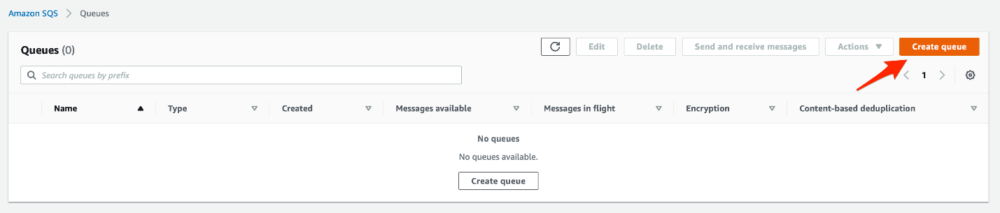 Amazon SQS > Queues
Queues (0)
Edit Delete Send and receive messages Actions Create queue
Search queues by prefix
1
Name Type Created Messages available Messages in flight Encryption Content-based deduplication
No queues
No queues available.
Create queue